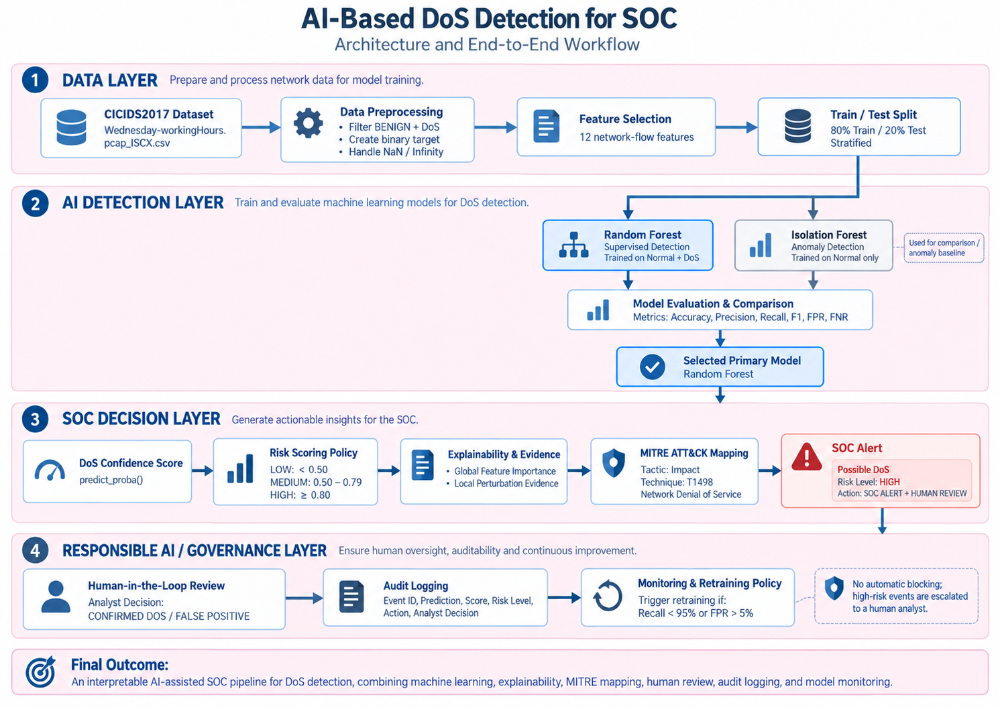 AI-Based DoS Detection for SOC
Architecture and End-to-End Workflow
1
DATA LAYER
Prepare and process network data for model training.
CICIDS2017 Dataset
Wednesday-workingHours.
pcap_ISCX.csv
Data Preprocessing
• Filter BENIGN + DoS
• Create binary target
• Handle NaN / Infinity
Feature Selection
12 network-flow features
Train / Test Split
80% Train / 20% Test
Stratified
2
AI DETECTION LAYER
Train and evaluate machine learning models for DoS detection.
Random Forest
Supervised Detection
Trained on Normal + DoS
Isolation Forest
Anomaly Detection
Trained on Normal only
Used for comparison /
anomaly baseline
Model Evaluation & Comparison
Metrics: Accuracy, Precision, Recall, F1, FPR, FNR
Selected Primary Model
Random Forest
3
SOC DECISION LAYER
Generate actionable insights for the SOC.
DoS Confidence Score
predict_proba()
Risk Scoring Policy
LOW: < 0.50
MEDIUM: 0.50 – 0.79
HIGH: ≥ 0.80
Explainability & Evidence
• Global Feature Importance
• Local Perturbation Evidence
MITRE ATT&CK Mapping
Tactic: Impact
Technique: T1498
Network Denial of Service
SOC Alert
Possible DoS
Risk Level: HIGH
Action: SOC ALERT + HUMAN REVIEW
4
RESPONSIBLE AI / GOVERNANCE LAYER
Ensure human oversight, auditability and continuous improvement.
Human-in-the-Loop Review
Analyst Decision:
CONFIRMED DOS / FALSE POSITIVE
Audit Logging
Event ID, Prediction, Score, Risk Level,
Action, Analyst Decision
Monitoring & Retraining Policy
Trigger retraining if:
Recall < 95% or FPR > 5%
No automatic blocking;
high-risk events are escalated
to a human analyst.
Final Outcome:
An interpretable AI-assisted SOC pipeline for DoS detection, combining machine learning, explainability, MITRE mapping, human review, audit logging, and model monitoring.